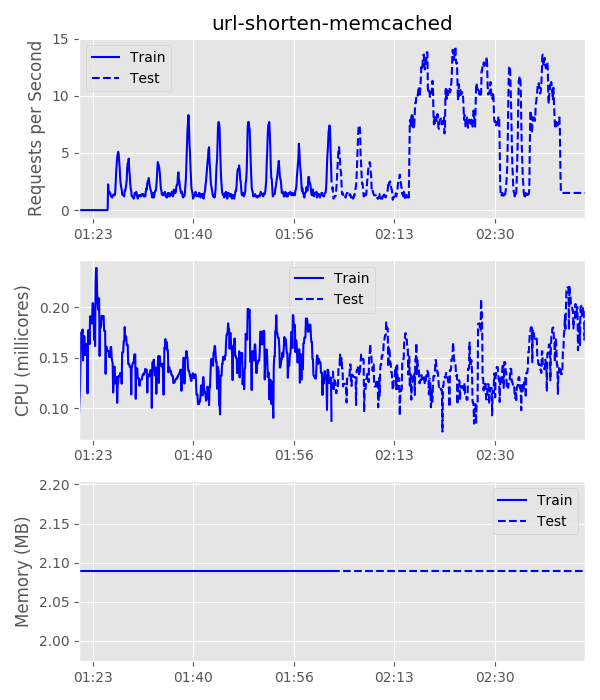 url-shorten-memcached
Requests per Second
15
10
5
0
Train
Test
01:23 01:40 01:56 02:13 02:30
CPU (millicores)
0.20
0.15
0.10
Train
Test
01:23 01:40 01:56 02:13 02:30
Memory (MB)
2.20
2.15
2.10
2.05
2.00
Train
Test
01:23 01:40 01:56 02:13 02:30